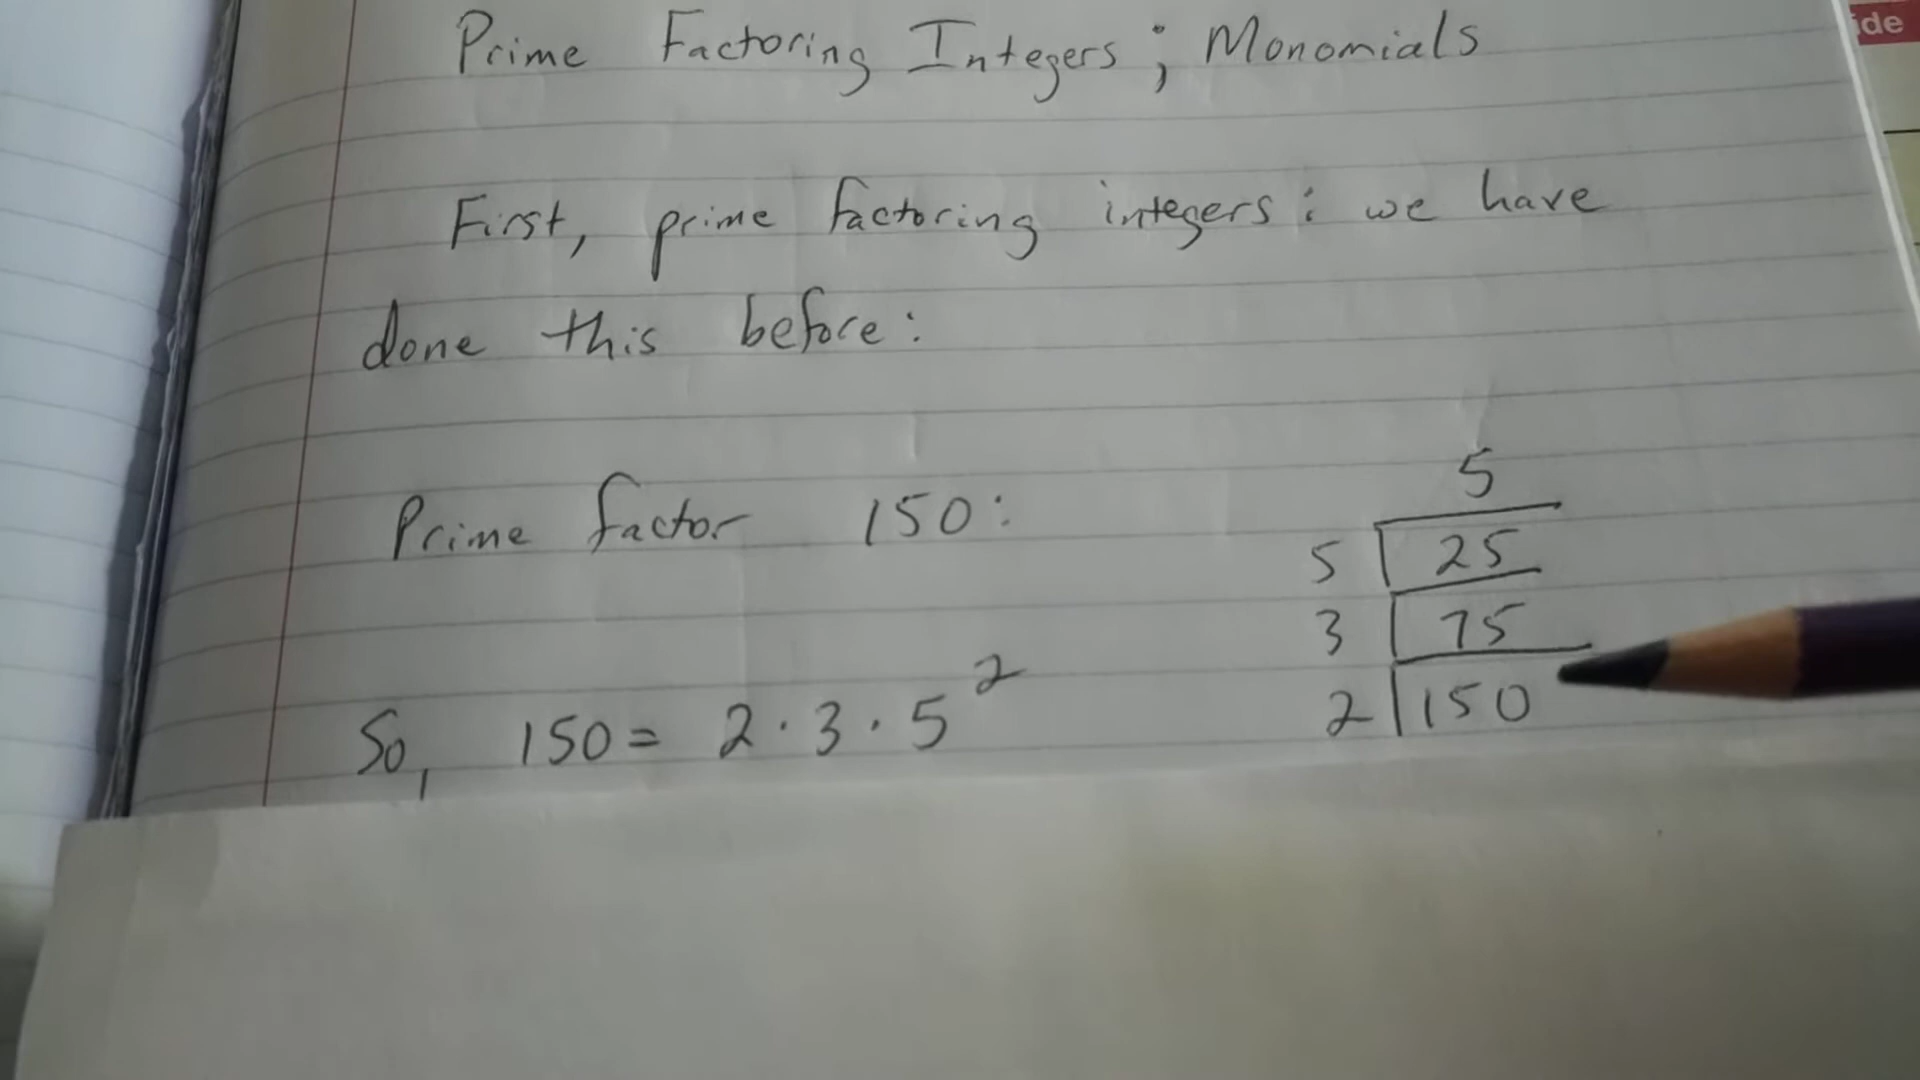 ide
Prime Factoring Integers; Monomials
First, prime factoring integers: we have
done this before:
Prime factor 150:
5
5 25
3 75
2 150
So, 150 = 2 · 3 · 5²